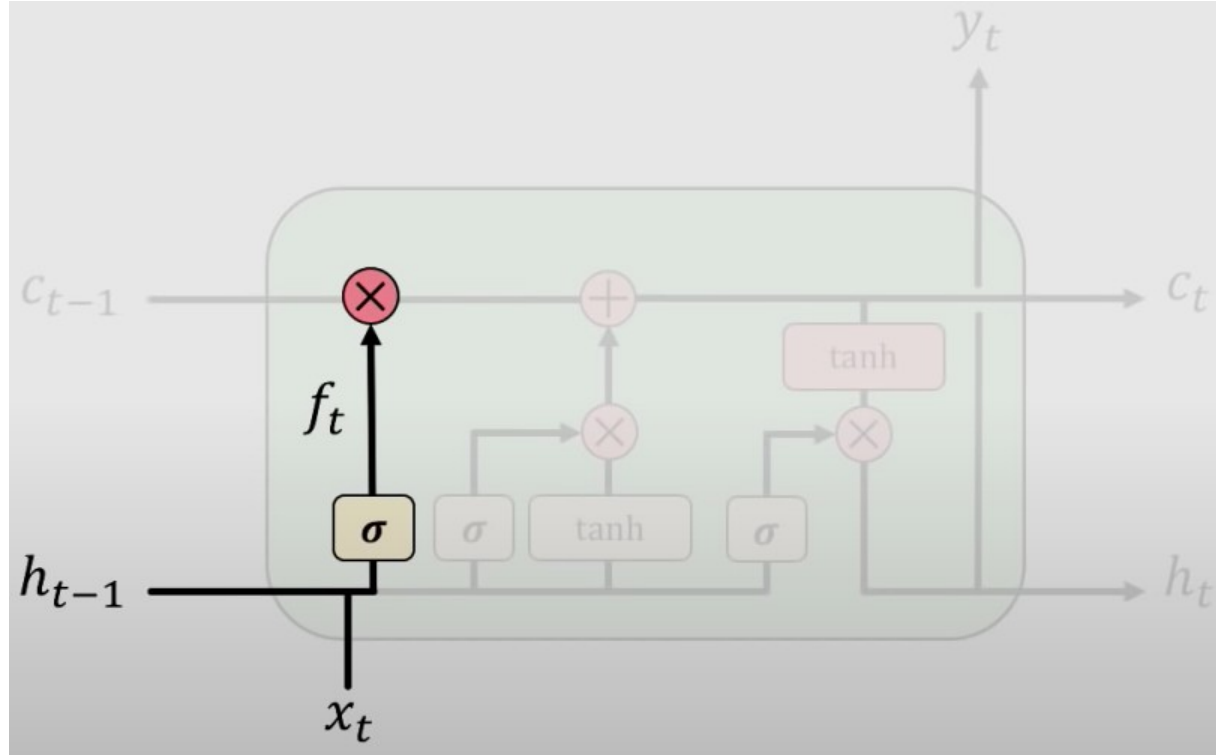 y_t
c_{t-1} × + c_t
tanh
f_t × ×
σ σ tanh σ
h_{t-1} h_t
x_t